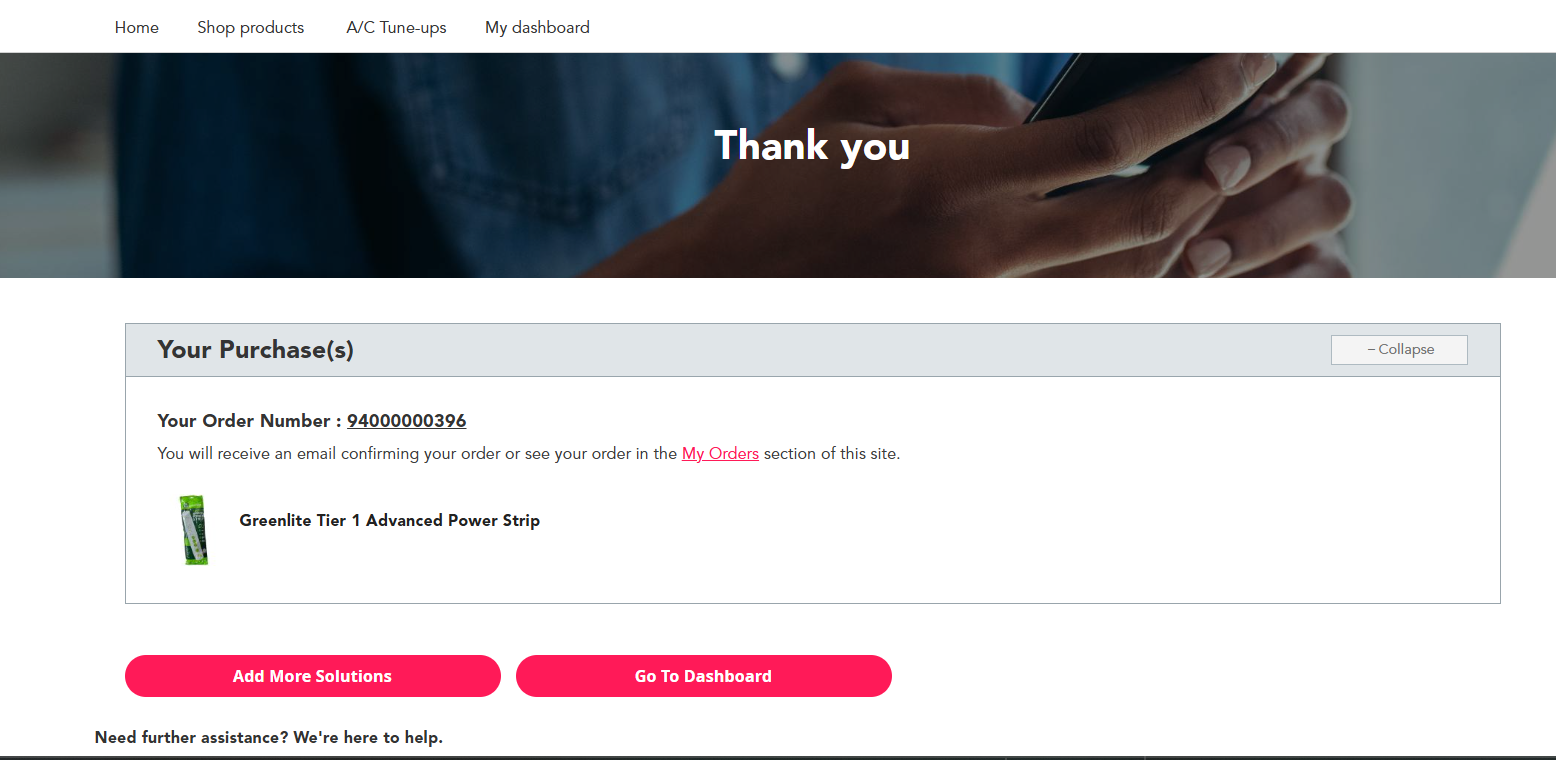 Home Shop products A/C Tune-ups My dashboard
Thank you
Your Purchase(s)
– Collapse
Your Order Number : 94000000396
You will receive an email confirming your order or see your order in the My Orders section of this site.
Greenlite Tier 1 Advanced Power Strip
Add More Solutions
Go To Dashboard
Need further assistance? We're here to help.